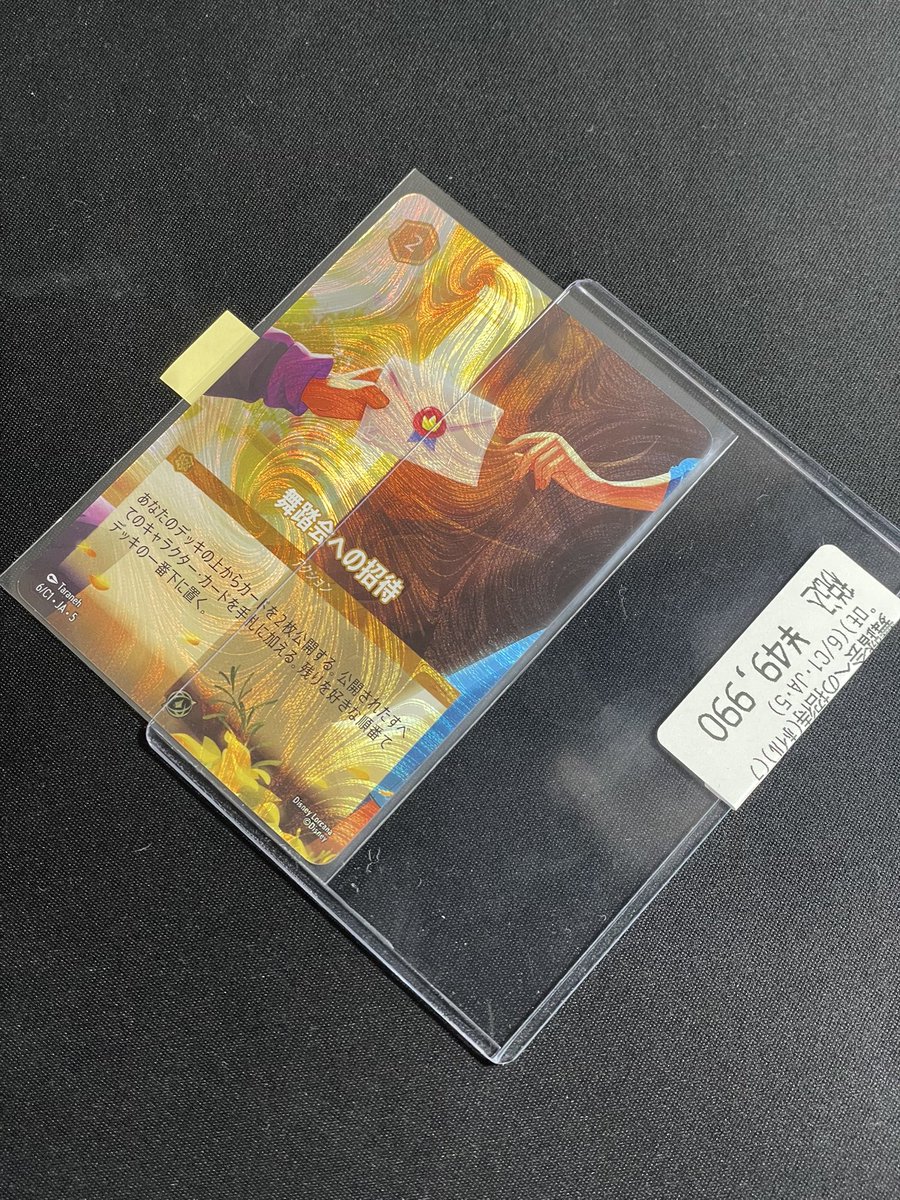 2
舞踏会への招待
アクション
あなたのデッキの上からカードを2枚公開する。公開されたすべ
てのキャラクター・カードを手札に加える。残りを好きな順番で
デッキの一番下に置く。
Taraneh
6/C1・JA・5
Disney Lorcana
©Disney
舞踏会への招待(ホイル)(プ
ロモ)(6/C1-JA-5)
¥49,990
税込